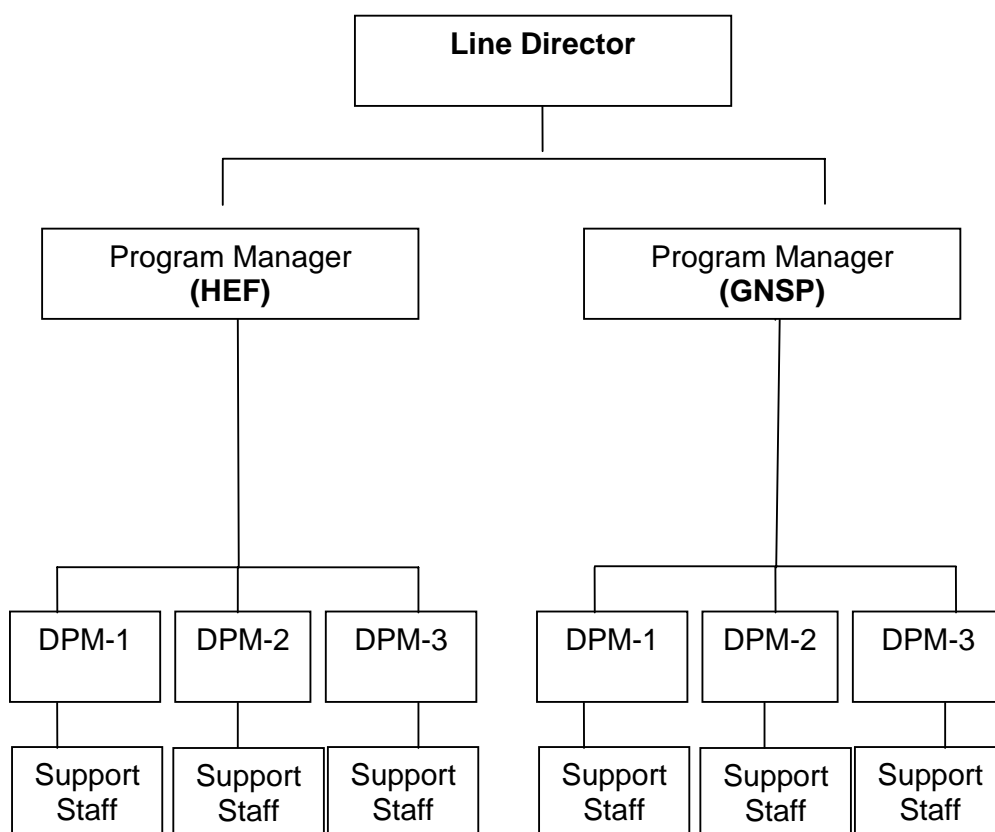 Line Director
Program Manager
(HEF)
Program Manager
(GNSP)
DPM-1
DPM-2
DPM-3
DPM-1
DPM-2
DPM-3
Support
Staff
Support
Staff
Support
Staff
Support
Staff
Support
Staff
Support
Staff